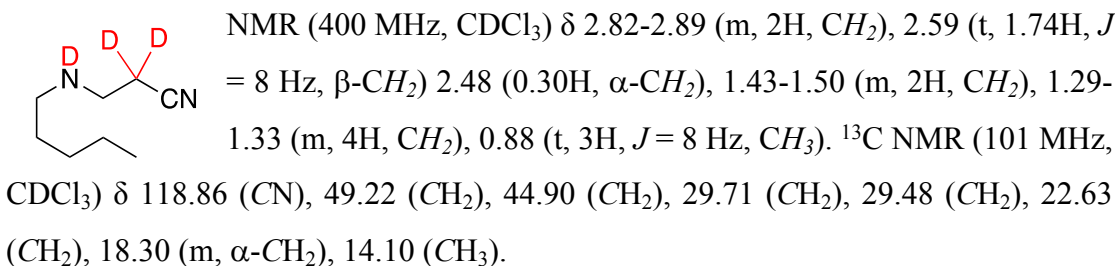 D D D
N
CN
NMR (400 MHz, CDCl₃) δ 2.82-2.89 (m, 2H, CH₂), 2.59 (t, 1.74H, J
= 8 Hz, β-CH₂) 2.48 (0.30H, α-CH₂), 1.43-1.50 (m, 2H, CH₂), 1.29-
1.33 (m, 4H, CH₂), 0.88 (t, 3H, J = 8 Hz, CH₃). ¹³C NMR (101 MHz,
CDCl₃) δ 118.86 (CN), 49.22 (CH₂), 44.90 (CH₂), 29.71 (CH₂), 29.48 (CH₂), 22.63
(CH₂), 18.30 (m, α-CH₂), 14.10 (CH₃).